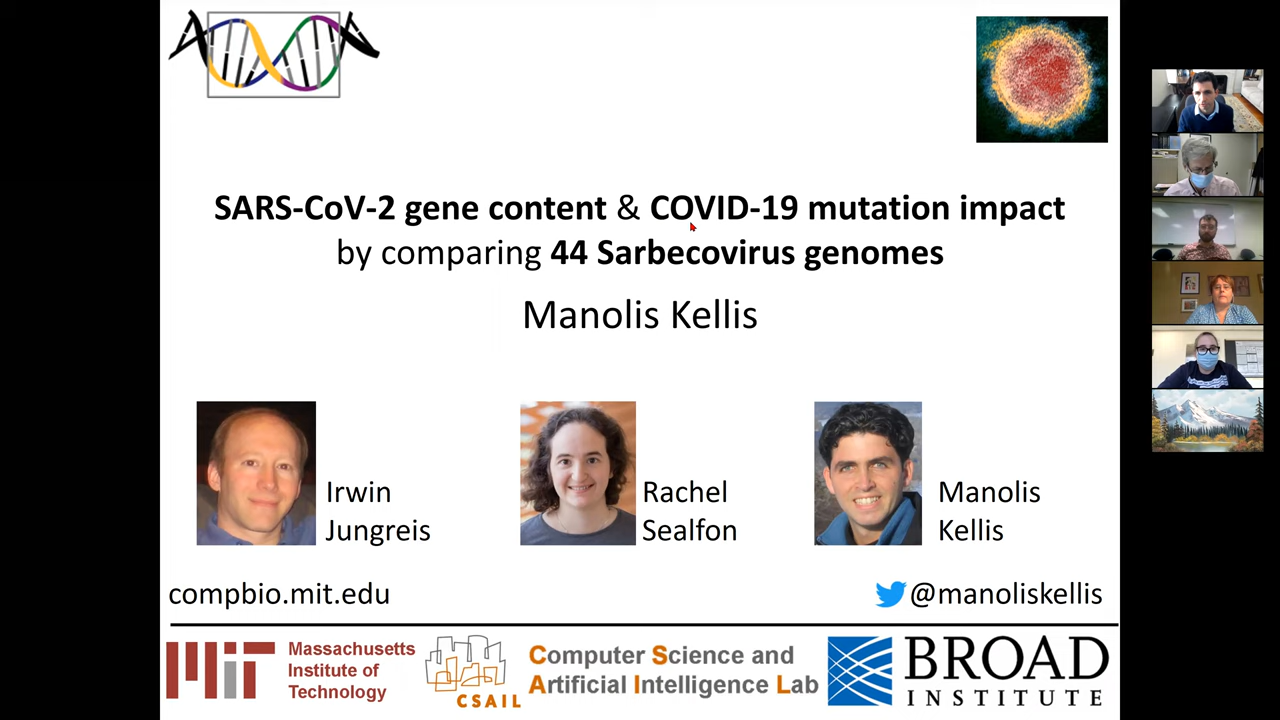 SARS-CoV-2 gene content & COVID-19 mutation impact
by comparing 44 Sarbecovirus genomes
Manolis Kellis
Irwin
Jungreis
Rachel
Sealfon
Manolis
Kellis
compbio.mit.edu
@manoliskellis
MIT
Massachusetts
Institute of
Technology
CSAIL
Computer Science and
Artificial Intelligence Lab
BROAD
INSTITUTE